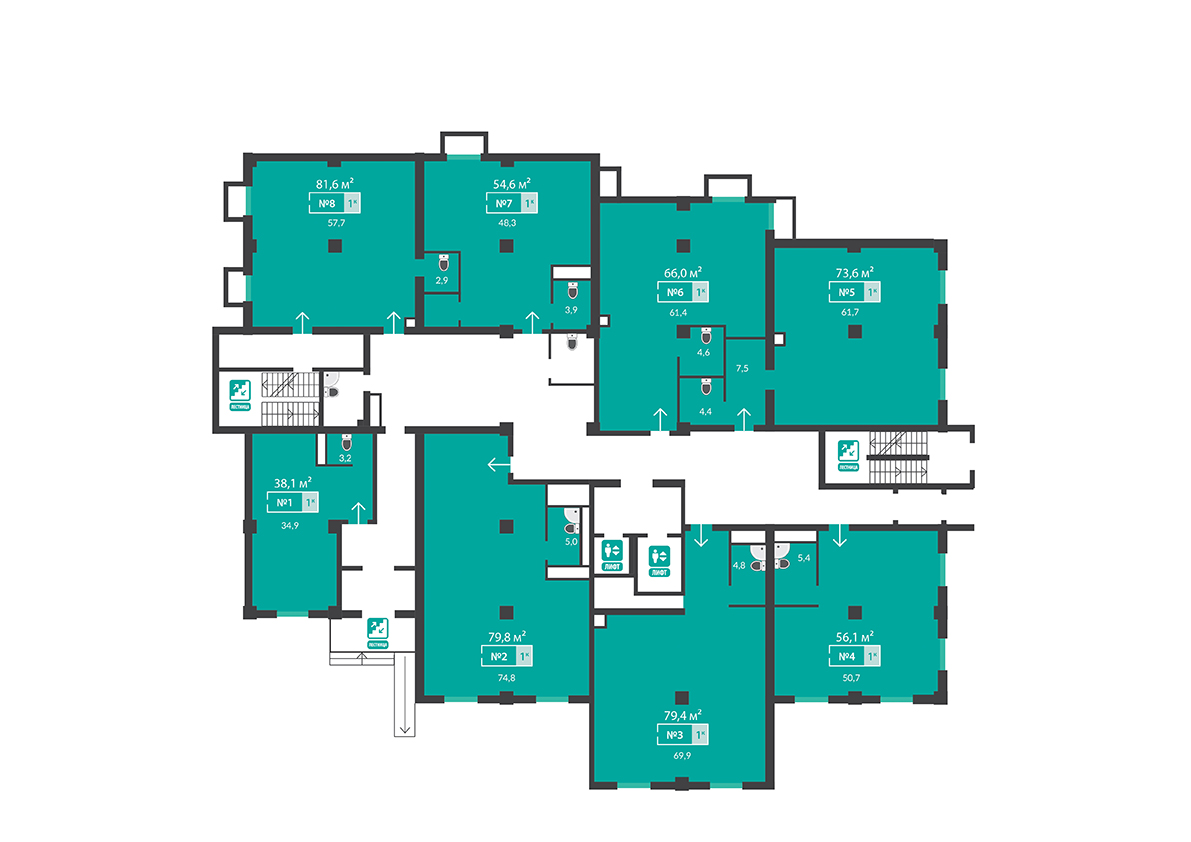 81,6 м²
№8 1к
57,7
54,6 м²
№7 1к
48,3
2,9
3,9
66,0 м²
№6 1к
61,4
4,6
7,5
4,4
73,6 м²
№5 1к
61,7
ЛЕСТНИЦА
ЛЕСТНИЦА
3,2
38,1 м²
№1 1к
34,9
5,0
ЛИФТ
ЛИФТ
4,8
5,4
79,8 м²
№2 1к
74,8
ЛЕСТНИЦА
56,1 м²
№4 1к
50,7
79,4 м²
№3 1к
69,9